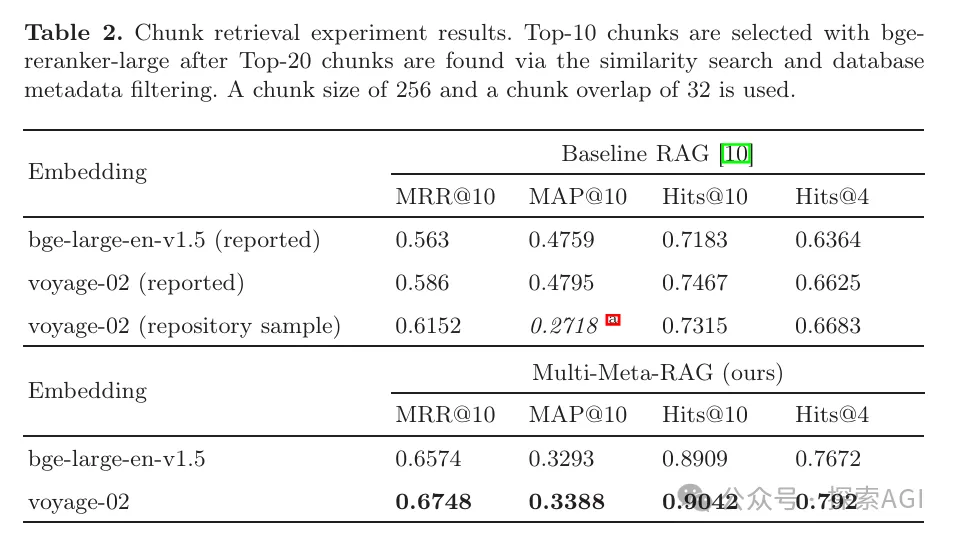 Table 2. Chunk retrieval experiment results. Top-10 chunks are selected with bge-
reranker-large after Top-20 chunks are found via the similarity search and database
metadata filtering. A chunk size of 256 and a chunk overlap of 32 is used.
Embedding
Baseline RAG [10]
MRR@10 MAP@10 Hits@10 Hits@4
bge-large-en-v1.5 (reported) 0.563 0.4759 0.7183 0.6364
voyage-02 (reported) 0.586 0.4795 0.7467 0.6625
voyage-02 (repository sample) 0.6152 0.2718 a 0.7315 0.6683
Embedding
Multi-Meta-RAG (ours)
MRR@10 MAP@10 Hits@10 Hits@4
bge-large-en-v1.5 0.6574 0.3293 0.8909 0.7672
voyage-02 0.6748 0.3388 0.9042 0.792
公众号 · 探索AGI